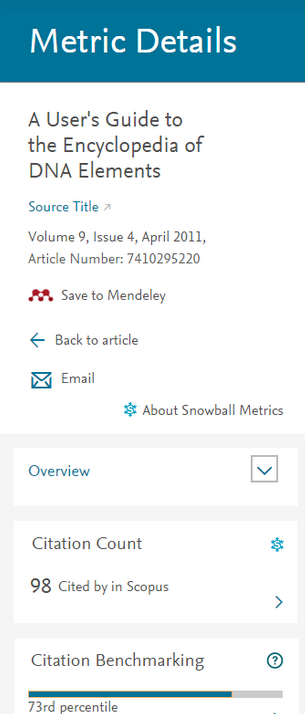 Metric Details
A User's Guide to
the Encyclopedia of
DNA Elements
Source Title ↗
Volume 9, Issue 4, April 2011,
Article Number: 7410295220
Save to Mendeley
Back to article
Email
About Snowball Metrics
Overview
Citation Count
98 Cited by in Scopus
Citation Benchmarking
73rd percentile